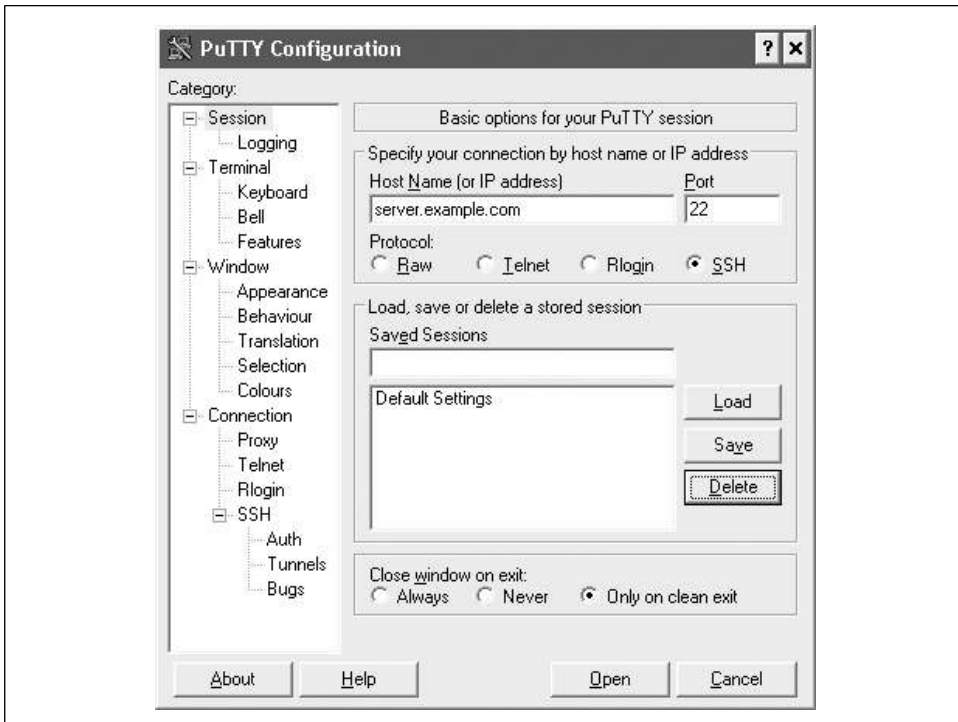 PuTTY Configuration
? ×
Category:
Session
Logging
Terminal
Keyboard
Bell
Features
Window
Appearance
Behaviour
Translation
Selection
Colours
Connection
Proxy
Telnet
Rlogin
SSH
Auth
Tunnels
Bugs
Basic options for your PuTTY session
Specify your connection by host name or IP address
Host Name (or IP address) Port
server.example.com 22
Protocol:
Raw Telnet Rlogin SSH
Load, save or delete a stored session
Saved Sessions
Default Settings
Load
Save
Delete
Close window on exit:
Always Never Only on clean exit
About Help Open Cancel